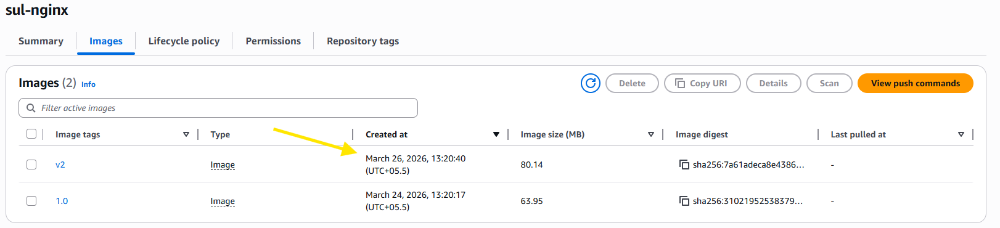 sul-nginx
Summary Images Lifecycle policy Permissions Repository tags
Images (2) Info Delete Copy URI Details Scan View push commands
Filter active images
Image tags Type Created at Image size (MB) Image digest Last pulled at
v2 Image March 26, 2026, 13:20:40 (UTC+05.5) 80.14 sha256:7a61adeca8e4386... -
1.0 Image March 24, 2026, 13:20:17 (UTC+05.5) 63.95 sha256:31021952538379... -